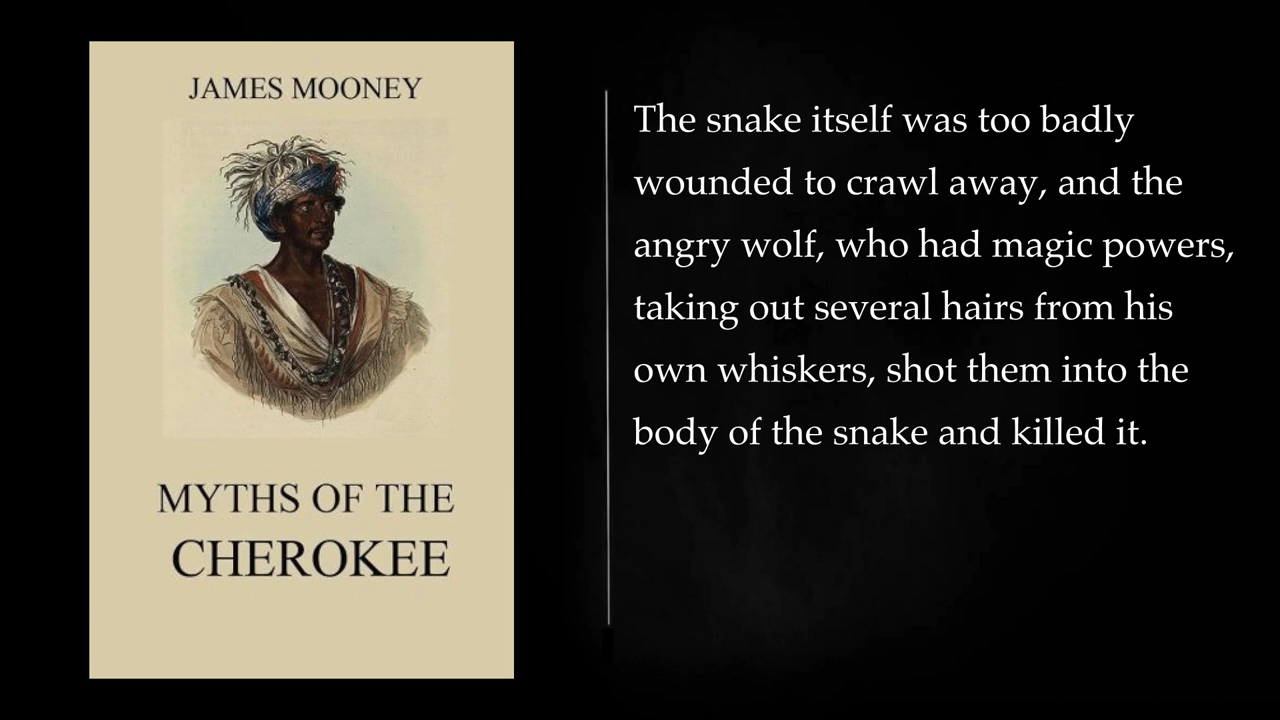 JAMES MOONEY
MYTHS OF THE
CHEROKEE
The snake itself was too badly
wounded to crawl away, and the
angry wolf, who had magic powers,
taking out several hairs from his
own whiskers, shot them into the
body of the snake and killed it.